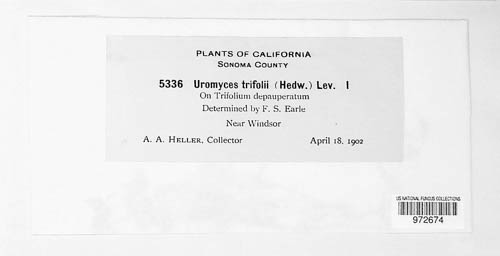 PLANTS OF CALIFORNIA
SONOMA COUNTY
5336 Uromyces trifolii (Hedw.) Lev. I
On Trifolium depauperatum
Determined by F. S. Earle
Near Windsor
A. A. HELLER, Collector April 18, 1902
US NATIONAL FUNGUS COLLECTIONS
972674